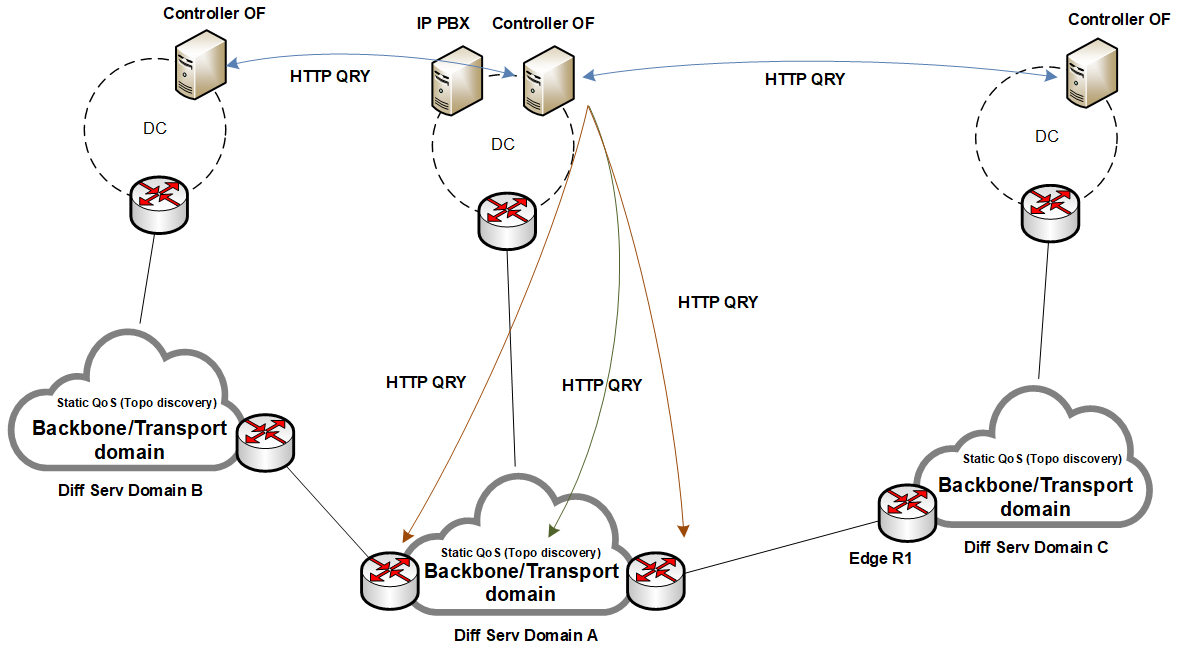 Controller OF
IP PBX
Controller OF
Controller OF
HTTP QRY
HTTP QRY
DC
DC
DC
HTTP QRY
HTTP QRY
HTTP QRY
Static QoS (Topo discovery)
Backbone/Transport
domain
Diff Serv Domain B
Static QoS (Topo discovery)
Backbone/Transport
domain
Diff Serv Domain C
Edge R1
Static QoS (Topo discovery)
Backbone/Transport
domain
Diff Serv Domain A